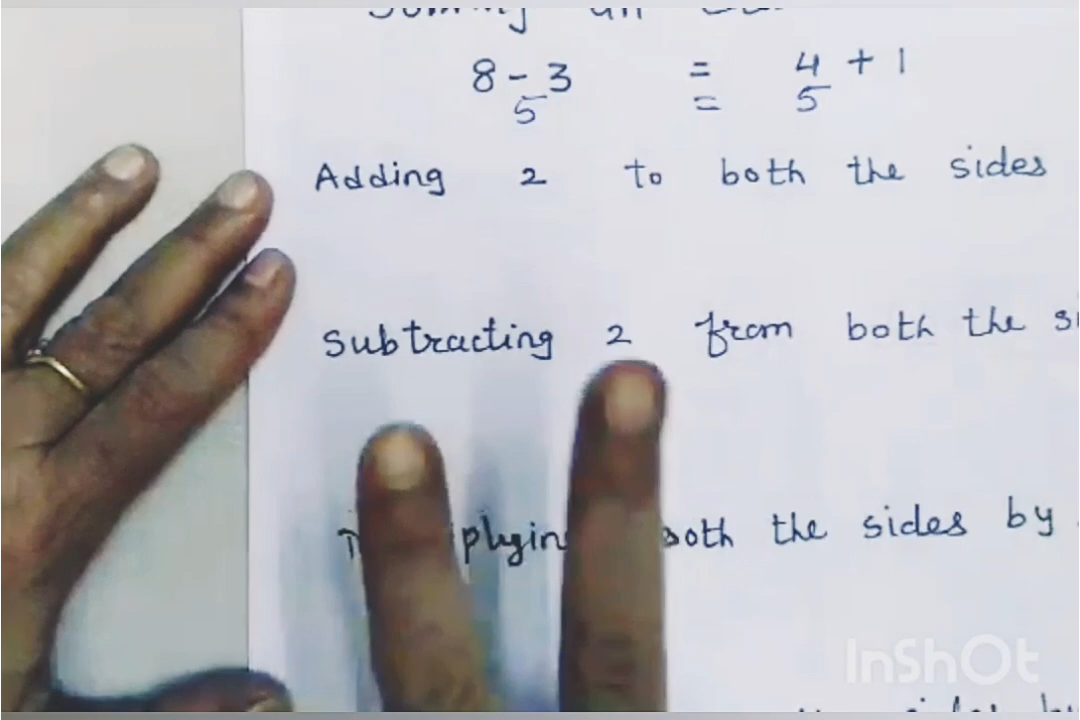 8 - 3 = 4 + 1
5 = 5
Adding 2 to both the sides
Subtracting 2 from both the
both the sides by
InShOt